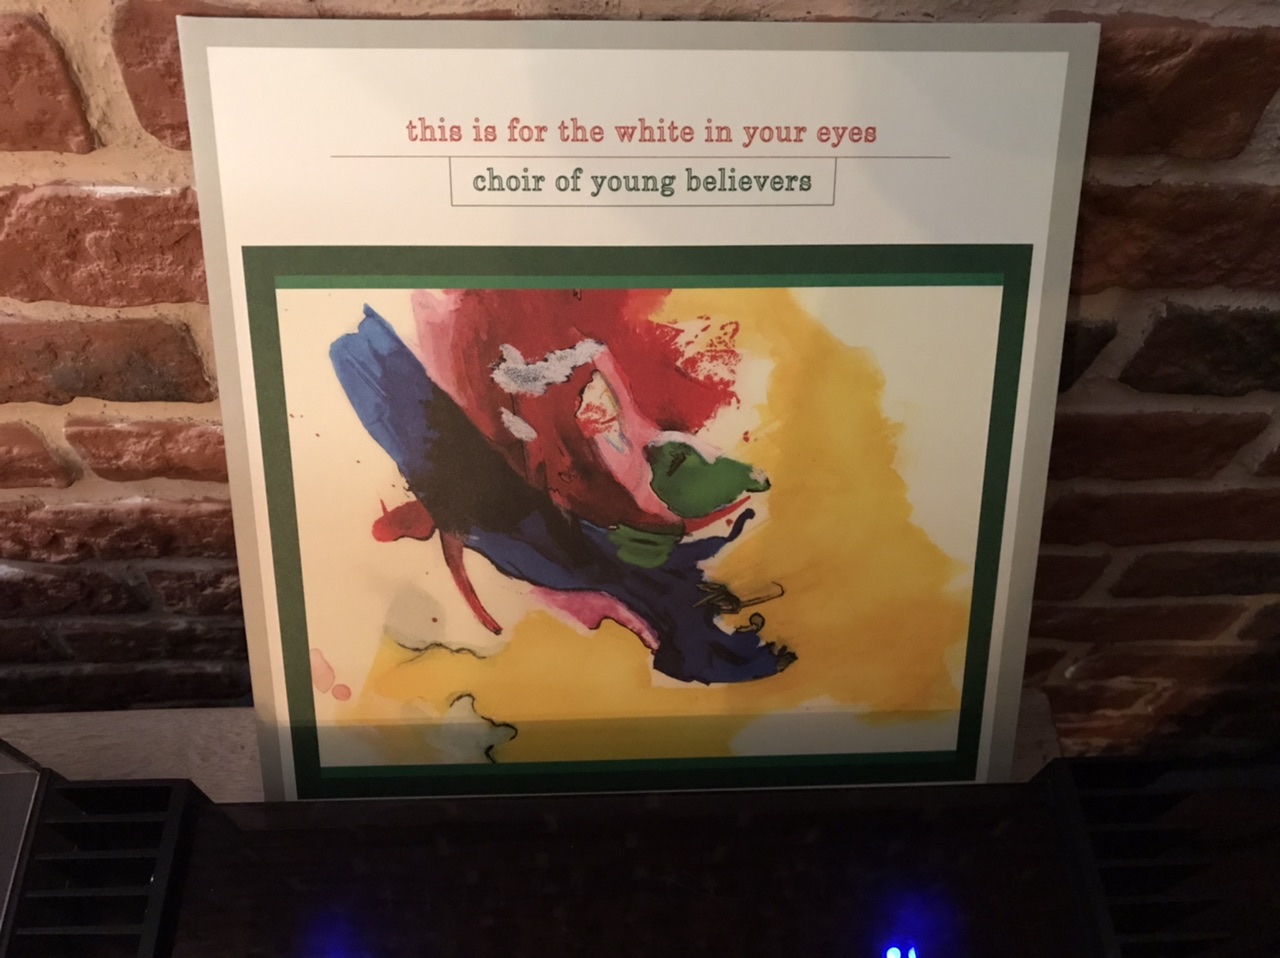 this is for the white in your eyes
choir of young believers